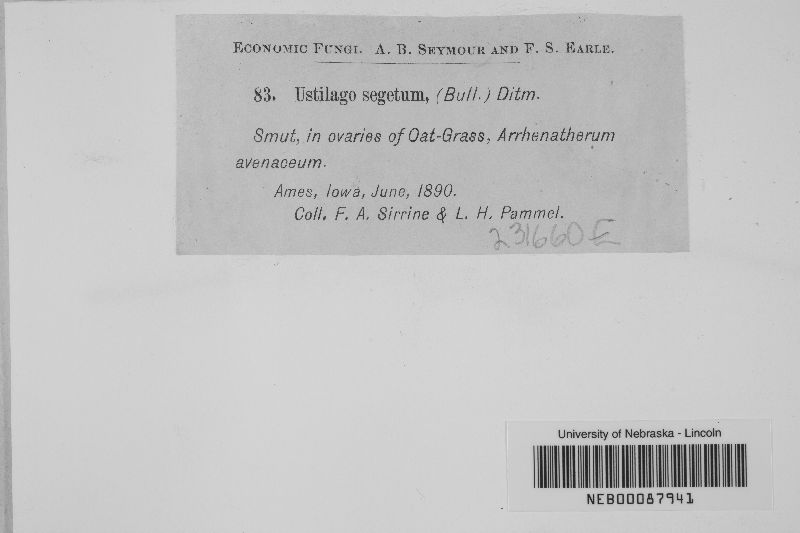 Economic Fungi. A. B. Seymour and F. S. Earle.
83. Ustilago segetum, (Bull.) Ditm.
Smut, in ovaries of Oat-Grass, Arrhenatherum
avenaceum.
Ames, Iowa, June, 1890.
Coll. F. A. Sirrine & L. H. Pammel.
231660E
University of Nebraska - Lincoln
NEB00087941